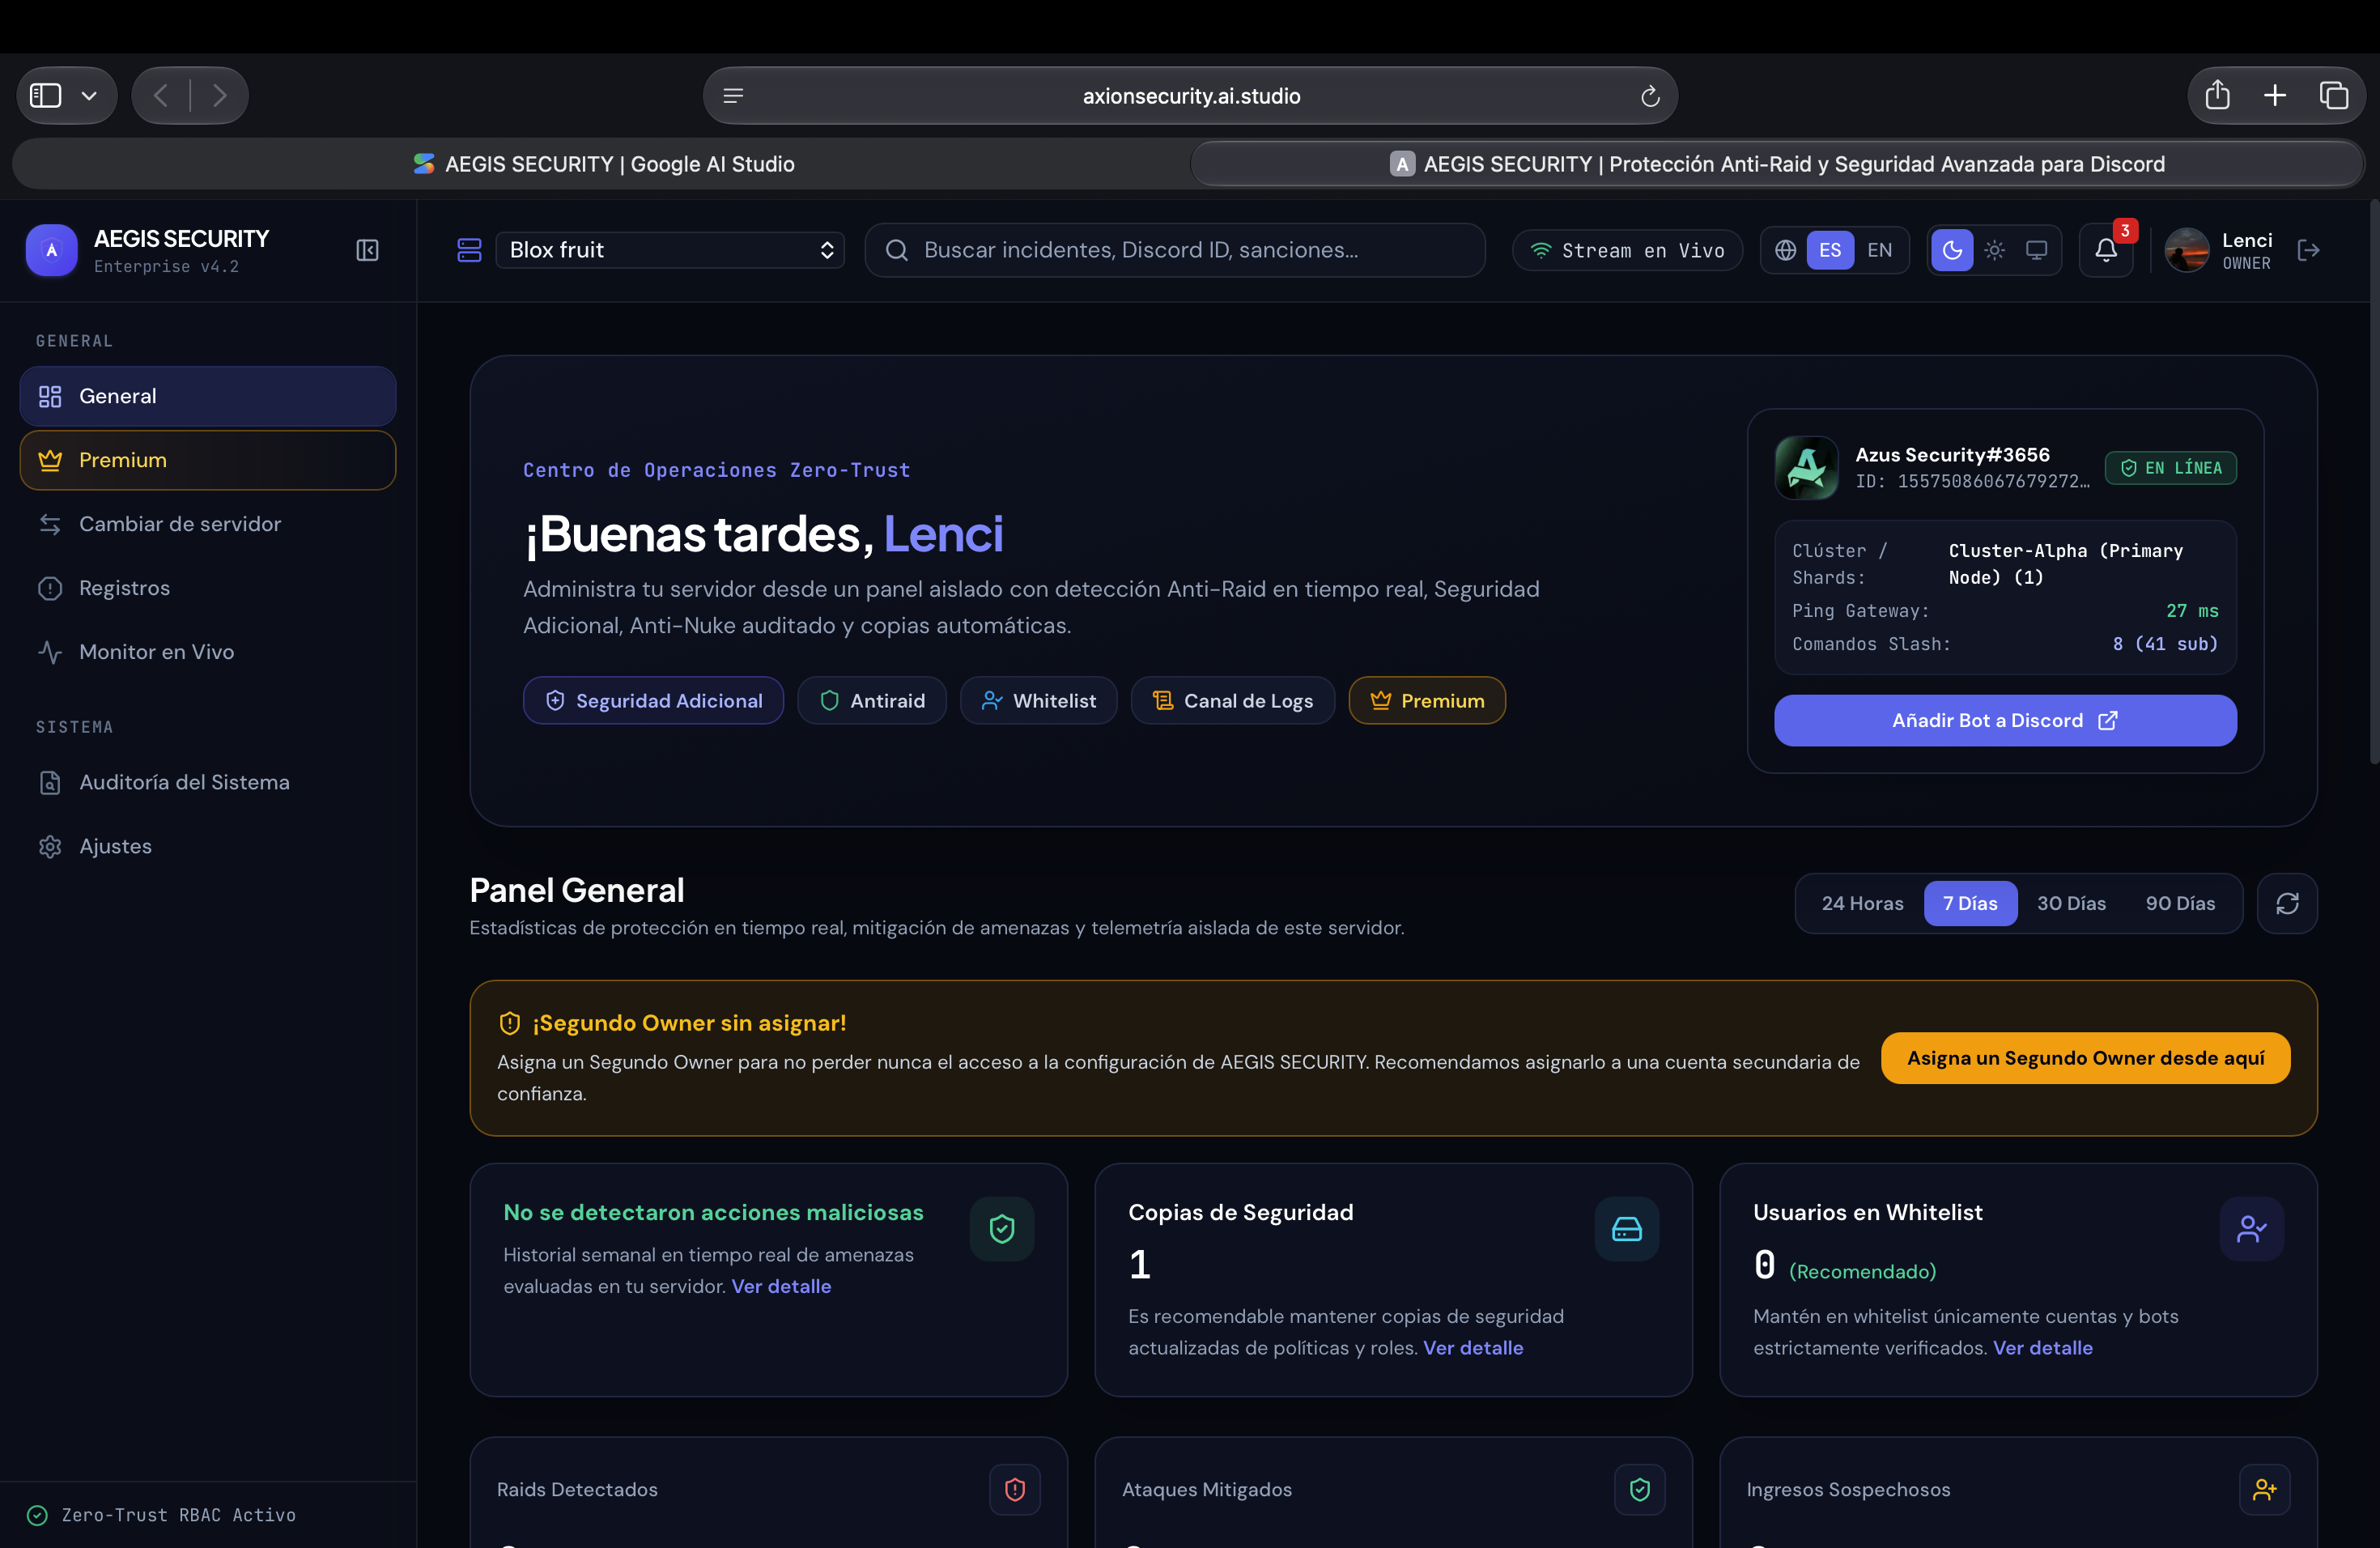 axionsecurity.ai.studio
AEGIS SECURITY | Google AI Studio
A AEGIS SECURITY | Protección Anti-Raid y Seguridad Avanzada para Discord
A
AEGIS SECURITY
Enterprise v4.2
Blox fruit
Buscar incidentes, Discord ID, sanciones...
Stream en Vivo
ES EN
3
Lenci
OWNER
GENERAL
General
Premium
Cambiar de servidor
Registros
Monitor en Vivo
SISTEMA
Auditoría del Sistema
Ajustes
Zero-Trust RBAC Activo
Centro de Operaciones Zero-Trust
¡Buenas tardes, Lenci
Administra tu servidor desde un panel aislado con detección Anti-Raid en tiempo real, Seguridad
Adicional, Anti-Nuke auditado y copias automáticas.
Seguridad Adicional
Antiraid
Whitelist
Canal de Logs
Premium
Azus Security#3656
ID: 15575086067679272…
EN LÍNEA
Clúster / Cluster-Alpha (Primary
Shards: Node) (1)
Ping Gateway: 27 ms
Comandos Slash: 8 (41 sub)
Añadir Bot a Discord
Panel General
Estadísticas de protección en tiempo real, mitigación de amenazas y telemetría aislada de este servidor.
24 Horas 7 Días 30 Días 90 Días
¡Segundo Owner sin asignar!
Asigna un Segundo Owner para no perder nunca el acceso a la configuración de AEGIS SECURITY. Recomendamos asignarlo a una cuenta secundaria de
confianza.
Asigna un Segundo Owner desde aquí
No se detectaron acciones maliciosas
Historial semanal en tiempo real de amenazas
evaluadas en tu servidor. Ver detalle
Copias de Seguridad
1
Es recomendable mantener copias de seguridad
actualizadas de políticas y roles. Ver detalle
Usuarios en Whitelist
0 (Recomendado)
Mantén en whitelist únicamente cuentas y bots
estrictamente verificados. Ver detalle
Raids Detectados
Ataques Mitigados
Ingresos Sospechosos